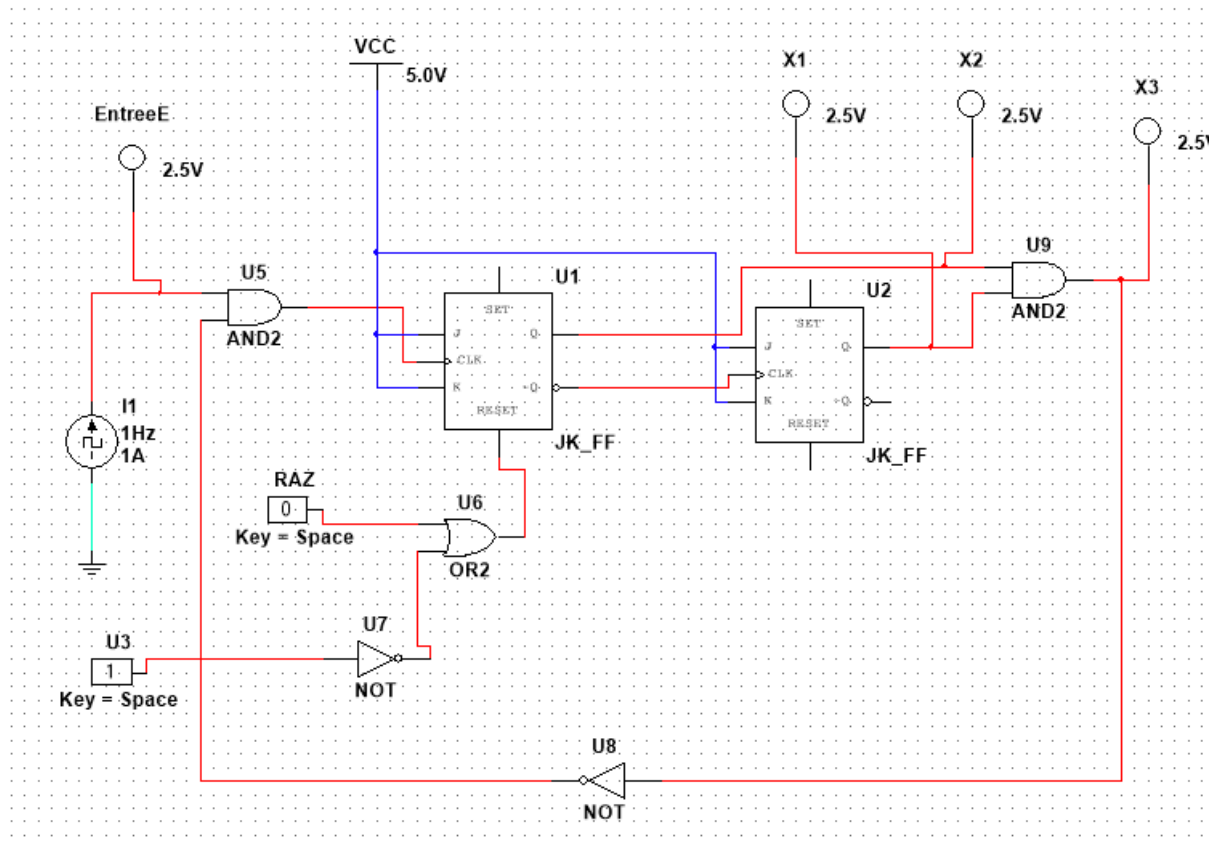 VCC
5.0V
X1
2.5V
X2
2.5V
X3
2.5V
EntreeE
2.5V
U5
AND2
U1
SET
J
Q
CLK
K
~Q
RESET
JK_FF
U2
SET
J
Q
CLK
K
~Q
RESET
JK_FF
U9
AND2
I1
1Hz
1A
RAZ
0
Key = Space
U6
OR2
U3
1
Key = Space
U7
NOT
U8
NOT